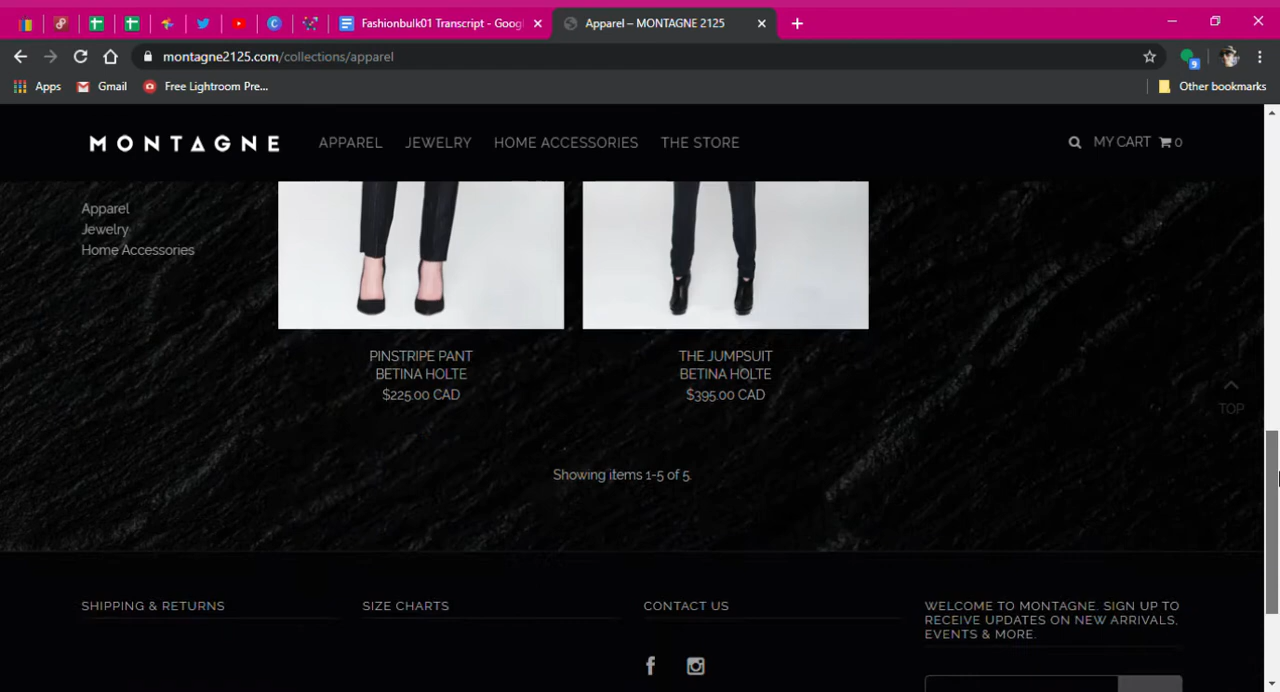 Fashionbulk01 Transcript - Googl
Apparel – MONTAGNE 2125
montagne2125.com/collections/apparel
9
Apps
Gmail
Free Lightroom Pre...
Other bookmarks
MONTAGNE
APPAREL
JEWELRY
HOME ACCESSORIES
THE STORE
MY CART 0
Apparel
Jewelry
Home Accessories
PINSTRIPE PANT
BETINA HOLTE
$225.00 CAD
THE JUMPSUIT
BETINA HOLTE
$395.00 CAD
TOP
Showing items 1-5 of 5.
SHIPPING & RETURNS
SIZE CHARTS
CONTACT US
WELCOME TO MONTAGNE. SIGN UP TO
RECEIVE UPDATES ON NEW ARRIVALS,
EVENTS & MORE.